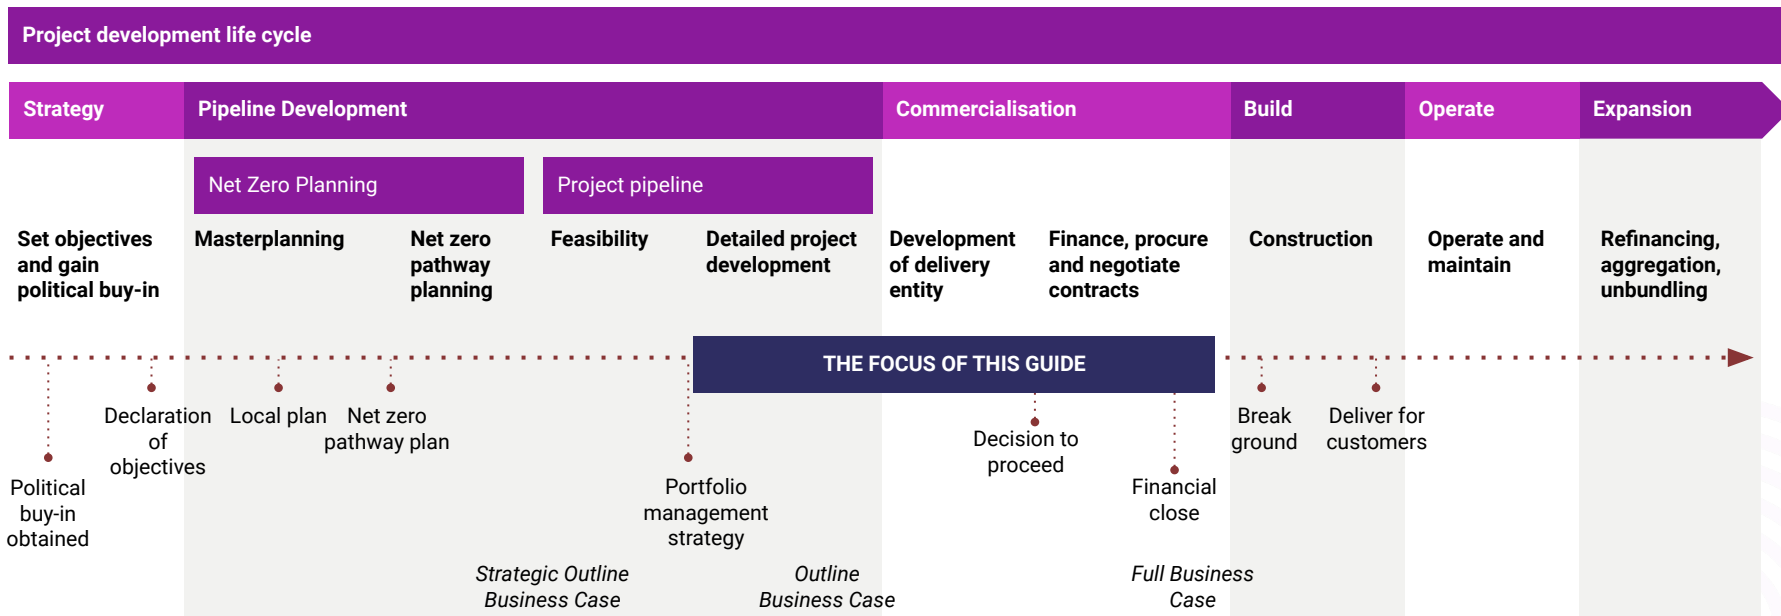 Project development life cycle
Strategy
Pipeline Development
Commercialisation
Build
Operate
Expansion
Net Zero Planning
Project pipeline
Set objectives
and gain
political buy-in
Masterplanning
Net zero
pathway
planning
Feasibility
Detailed project
development
Development
of delivery
entity
Finance, procure
and negotiate
contracts
Construction
Operate and
maintain
Refinancing,
aggregation,
unbundling
THE FOCUS OF THIS GUIDE
Political
buy-in
obtained
Declaration
of
objectives
Local plan
Net zero
pathway plan
Portfolio
management
strategy
Decision to
proceed
Financial
close
Break
ground
Deliver for
customers
Strategic Outline
Business Case
Outline
Business Case
Full Business
Case